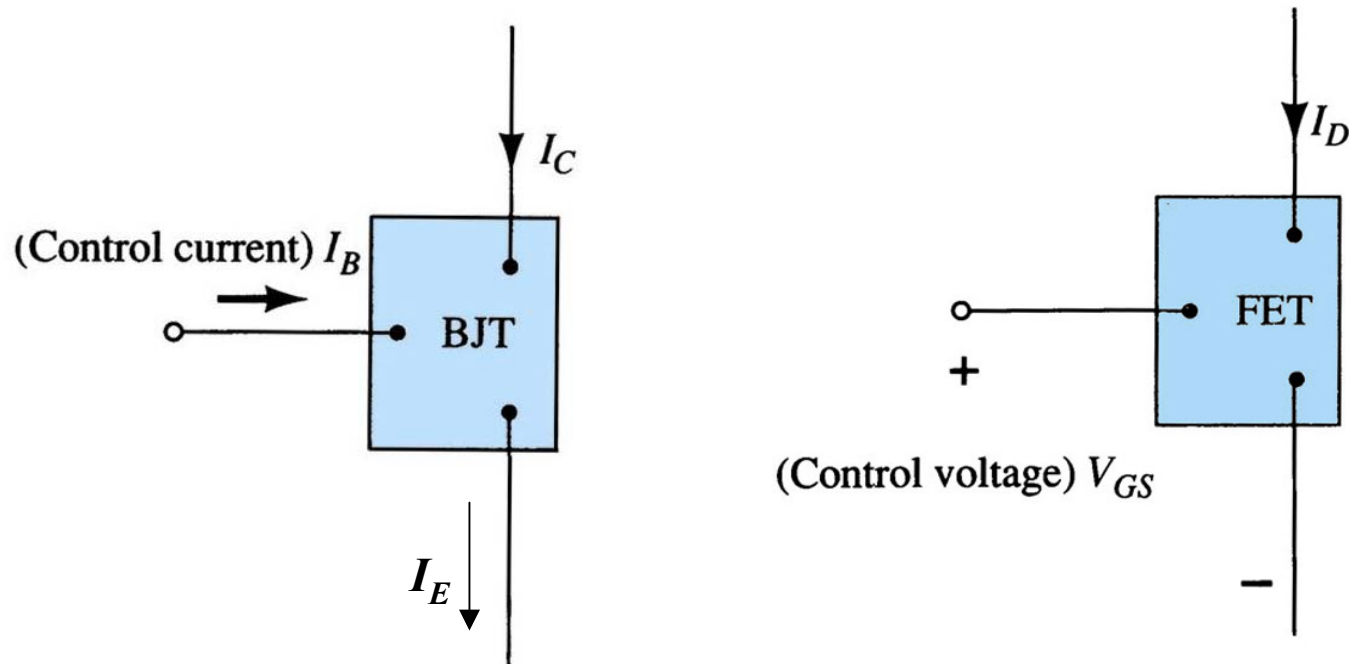 I_C
(Control current) I_B
BJT
I_E
I_D
FET
+
(Control voltage) V_GS
−